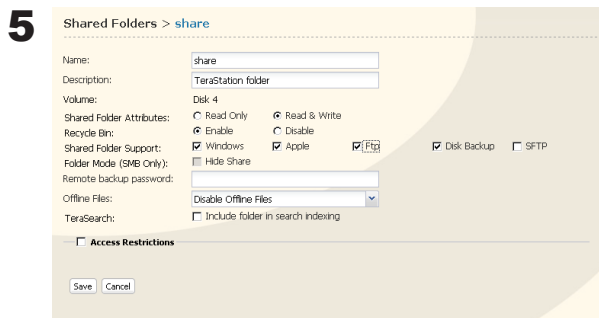 5
Shared Folders > share
Name: share
Description: TeraStation folder
Volume: Disk 4
Shared Folder Attributes: Read Only Read & Write
Recycle Bin: Enable Disable
Shared Folder Support: Windows Apple Ftp Disk Backup SFTP
Folder Mode (SMB Only): Hide Share
Remote backup password:
Offline Files: Disable Offline Files
TeraSearch: Include folder in search indexing
Access Restrictions
Save Cancel